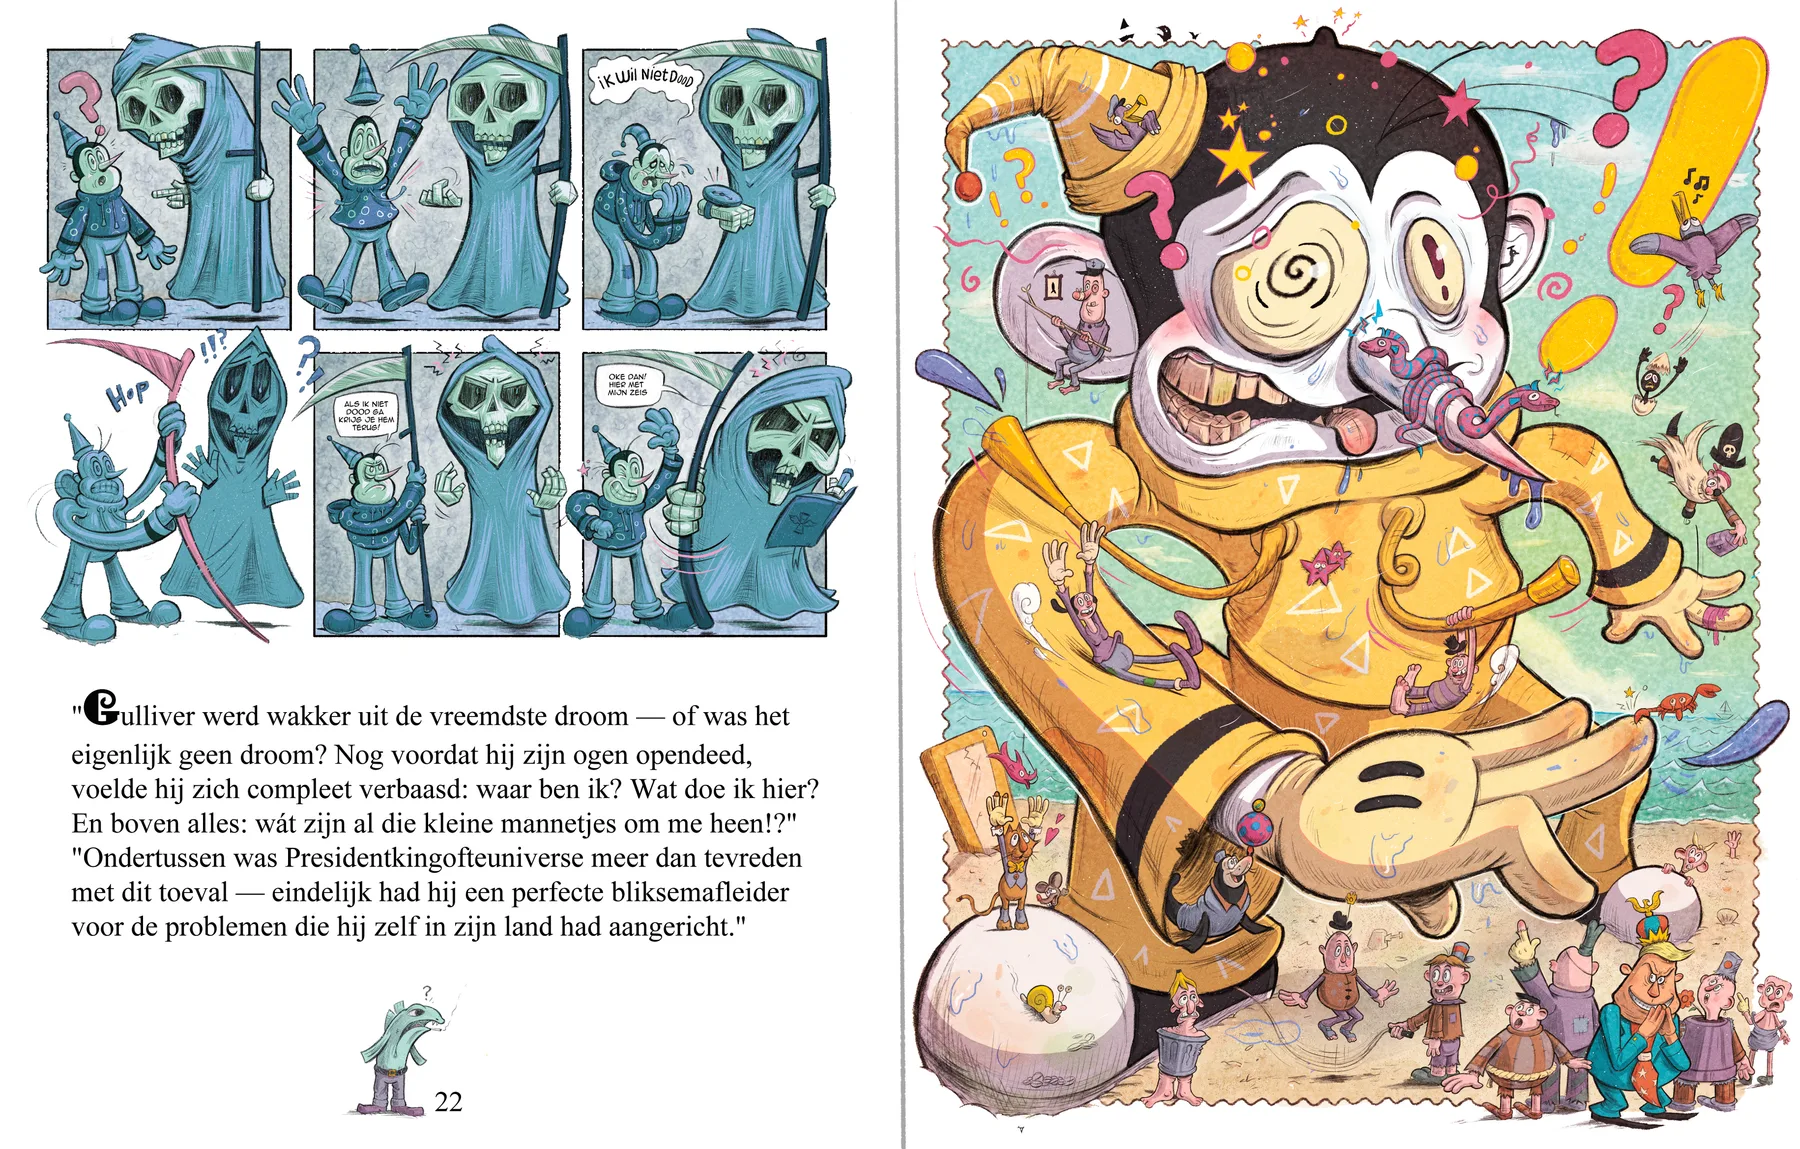 iK Wil Niet DOOD
HOP
!!?
?!
ALS IK NIET
DOOD GA
KRIJG JE HEM
TERUG!
OKE DAN!
HIER MET
MIJN ZEIS
"Gulliver werd wakker uit de vreemdste droom — of was het
eigenlijk geen droom? Nog voordat hij zijn ogen opendeed,
voelde hij zich compleet verbaasd: waar ben ik? Wat doe ik hier?
En boven alles: wát zijn al die kleine mannetjes om me heen!?"
"Ondertussen was Presidentkingofteuniverse meer dan tevreden
met dit toeval — eindelijk had hij een perfecte bliksemafleider
voor de problemen die hij zelf in zijn land had aangericht."
?
22